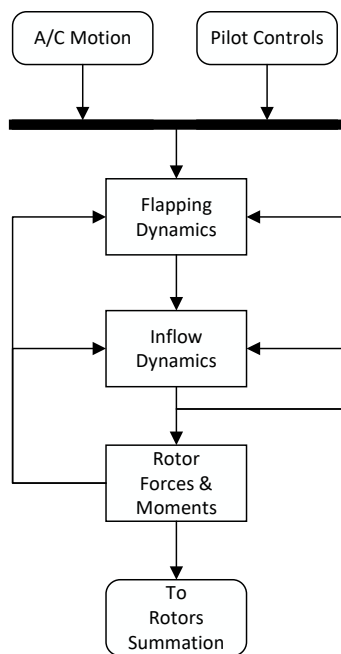 A/C Motion
Pilot Controls
Flapping
Dynamics
Inflow
Dynamics
Rotor
Forces &
Moments
To
Rotors
Summation